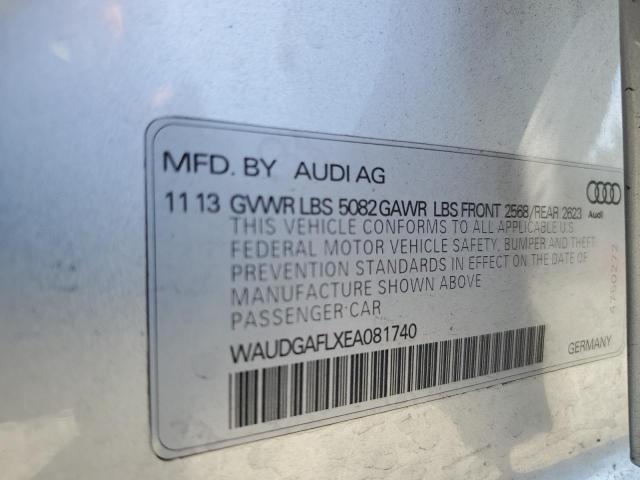 MFD. BY AUDI AG
11 13 GVWR LBS 5082 GAWR LBS FRONT 2568/REAR 2623
THIS VEHICLE CONFORMS TO ALL APPLICABLE U.S.
FEDERAL MOTOR VEHICLE SAFETY, BUMPER AND THEFT
PREVENTION STANDARDS IN EFFECT ON THE DATE OF
MANUFACTURE SHOWN ABOVE
PASSENGER CAR
WAUDGAFLXEA081740
GERMANY
Audi
4750272